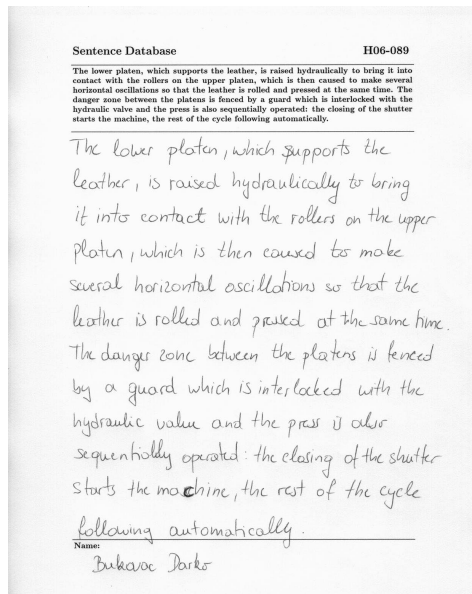 Sentence Database H06-089
The lower platen, which supports the leather, is raised hydraulically to bring it into
contact with the rollers on the upper platen, which is then caused to make several
horizontal oscillations so that the leather is rolled and pressed at the same time. The
danger zone between the platens is fenced by a guard which is interlocked with the
hydraulic valve and the press is also sequentially operated: the closing of the shutter
starts the machine, the rest of the cycle following automatically.
The lower platen, which supports the
leather, is raised hydraulically to bring
it into contact with the rollers on the upper
platen, which is then caused to make
several horizontal oscillations so that the
leather is rolled and pressed at the same time.
The danger zone between the platens is fenced
by a guard which is interlocked with the
hydraulic value and the press is also
sequentially operated: the closing of the shutter
starts the machine, the rest of the cycle
following automatically.
Name:
Bukovac Darko